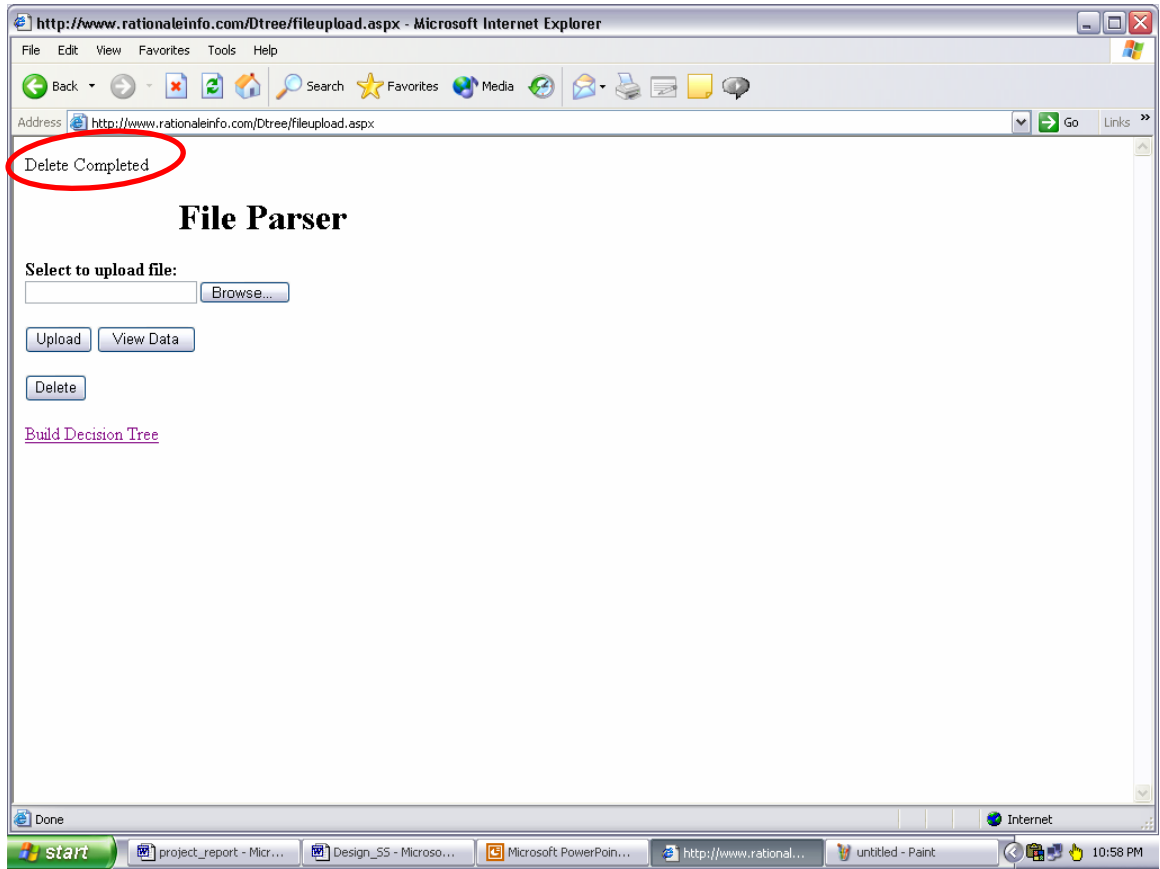 http://www.rationaleinfo.com/Dtree/fileupload.aspx - Microsoft Internet Explorer
File Edit View Favorites Tools Help
Back Search Favorites Media
Address http://www.rationaleinfo.com/Dtree/fileupload.aspx Go Links »
Delete Completed
File Parser
Select to upload file:
Browse...
Upload View Data
Delete
Build Decision Tree
Done Internet
start project_report - Micr... Design_SS - Microso... Microsoft PowerPoin... http://www.rational... untitled - Paint 10:58 PM